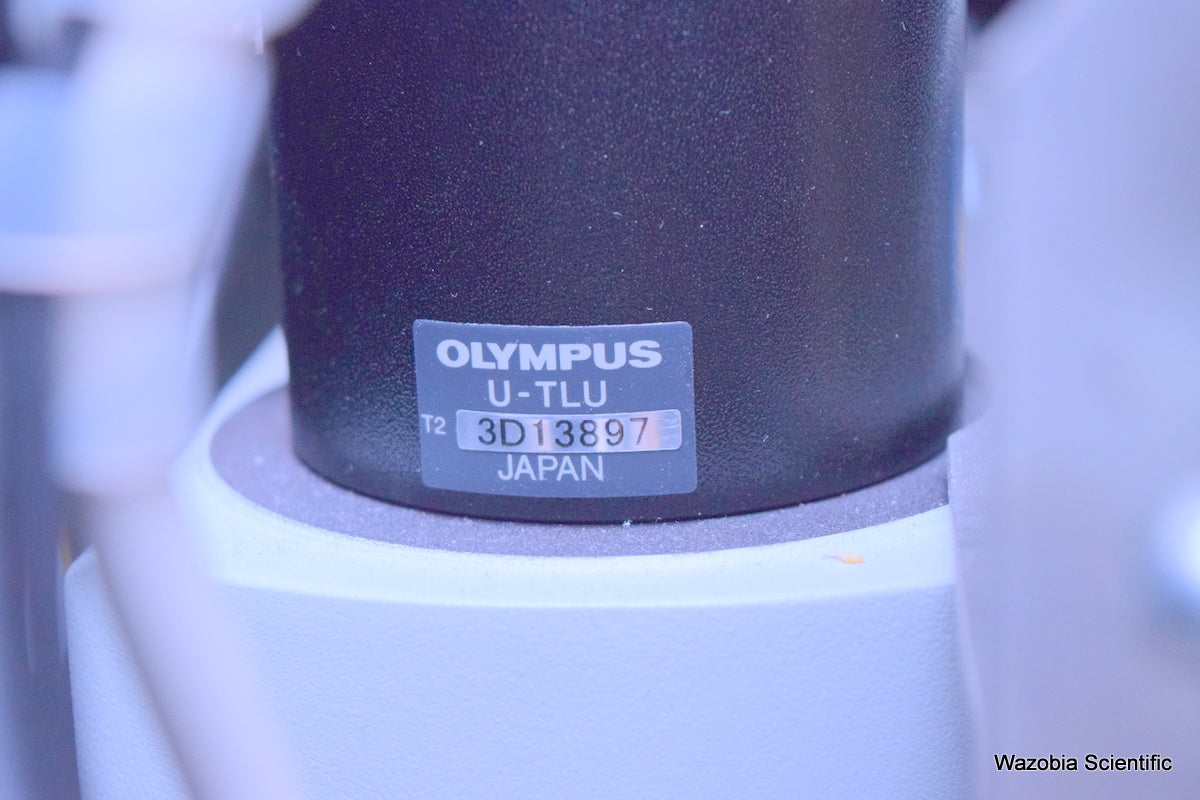 OLYMPUS
U-TLU
T2 3D13897
JAPAN
Wazobia Scientific